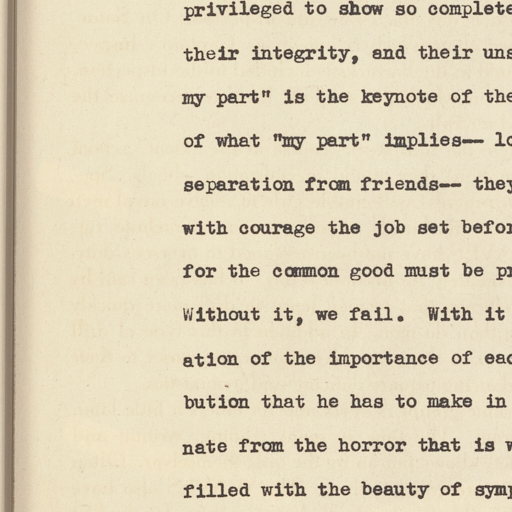 privileged to show so complete
their integrity, and their uns
my part" is the keynote of the
of what "my part" implies-- lo
separation from friends-- they
with courage the job set befor
for the common good must be pr
Without it, we fail. With it
ation of the importance of eac
bution that he has to make in
nate from the horror that is w
filled with the beauty of symp